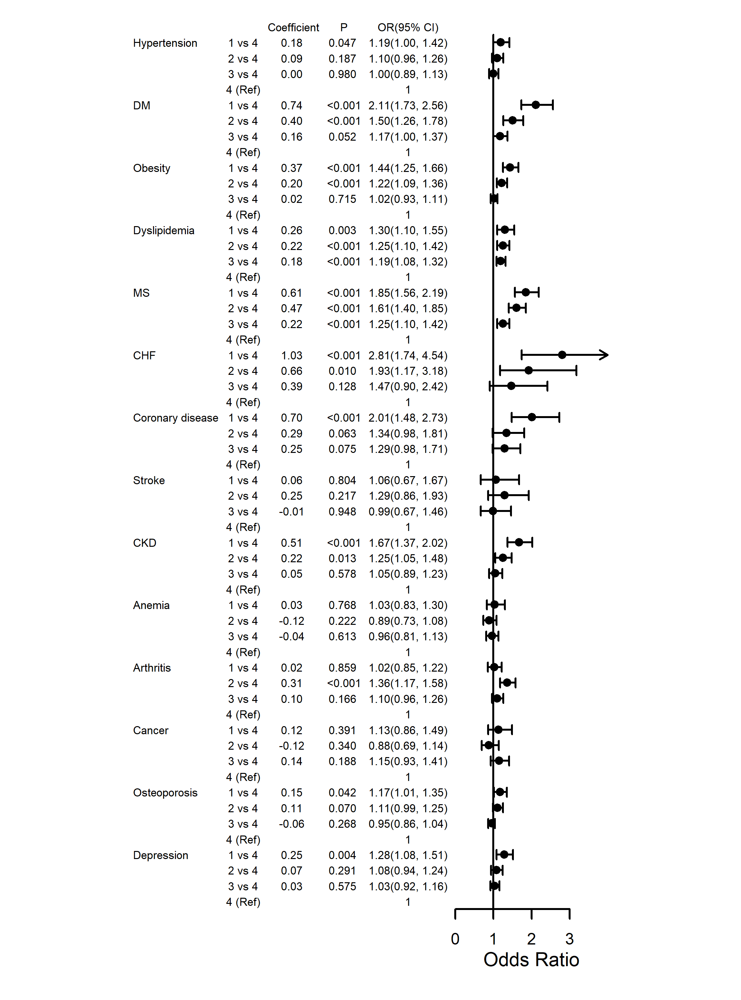 Coefficient P OR(95% CI)
Hypertension 1 vs 4 0.18 0.047 1.19(1.00, 1.42)
2 vs 4 0.09 0.187 1.10(0.96, 1.26)
3 vs 4 0.00 0.980 1.00(0.89, 1.13)
4 (Ref) 1
DM 1 vs 4 0.74 <0.001 2.11(1.73, 2.56)
2 vs 4 0.40 <0.001 1.50(1.26, 1.78)
3 vs 4 0.16 0.052 1.17(1.00, 1.37)
4 (Ref) 1
Obesity 1 vs 4 0.37 <0.001 1.44(1.25, 1.66)
2 vs 4 0.20 <0.001 1.22(1.09, 1.36)
3 vs 4 0.02 0.715 1.02(0.93, 1.11)
4 (Ref) 1
Dyslipidemia 1 vs 4 0.26 0.003 1.30(1.10, 1.55)
2 vs 4 0.22 <0.001 1.25(1.10, 1.42)
3 vs 4 0.18 <0.001 1.19(1.08, 1.32)
4 (Ref) 1
MS 1 vs 4 0.61 <0.001 1.85(1.56, 2.19)
2 vs 4 0.47 <0.001 1.61(1.40, 1.85)
3 vs 4 0.22 <0.001 1.25(1.10, 1.42)
4 (Ref) 1
CHF 1 vs 4 1.03 <0.001 2.81(1.74, 4.54)
2 vs 4 0.66 0.010 1.93(1.17, 3.18)
3 vs 4 0.39 0.128 1.47(0.90, 2.42)
4 (Ref) 1
Coronary disease 1 vs 4 0.70 <0.001 2.01(1.48, 2.73)
2 vs 4 0.29 0.063 1.34(0.98, 1.81)
3 vs 4 0.25 0.075 1.29(0.98, 1.71)
4 (Ref) 1
Stroke 1 vs 4 0.06 0.804 1.06(0.67, 1.67)
2 vs 4 0.25 0.217 1.29(0.86, 1.93)
3 vs 4 -0.01 0.948 0.99(0.67, 1.46)
4 (Ref) 1
CKD 1 vs 4 0.51 <0.001 1.67(1.37, 2.02)
2 vs 4 0.22 0.013 1.25(1.05, 1.48)
3 vs 4 0.05 0.578 1.05(0.89, 1.23)
4 (Ref) 1
Anemia 1 vs 4 0.03 0.768 1.03(0.83, 1.30)
2 vs 4 -0.12 0.222 0.89(0.73, 1.08)
3 vs 4 -0.04 0.613 0.96(0.81, 1.13)
4 (Ref) 1
Arthritis 1 vs 4 0.02 0.859 1.02(0.85, 1.22)
2 vs 4 0.31 <0.001 1.36(1.17, 1.58)
3 vs 4 0.10 0.166 1.10(0.96, 1.26)
4 (Ref) 1
Cancer 1 vs 4 0.12 0.391 1.13(0.86, 1.49)
2 vs 4 -0.12 0.340 0.88(0.69, 1.14)
3 vs 4 0.14 0.188 1.15(0.93, 1.41)
4 (Ref) 1
Osteoporosis 1 vs 4 0.15 0.042 1.17(1.01, 1.35)
2 vs 4 0.11 0.070 1.11(0.99, 1.25)
3 vs 4 -0.06 0.268 0.95(0.86, 1.04)
4 (Ref) 1
Depression 1 vs 4 0.25 0.004 1.28(1.08, 1.51)
2 vs 4 0.07 0.291 1.08(0.94, 1.24)
3 vs 4 0.03 0.575 1.03(0.92, 1.16)
4 (Ref) 1
0 1 2 3
Odds Ratio